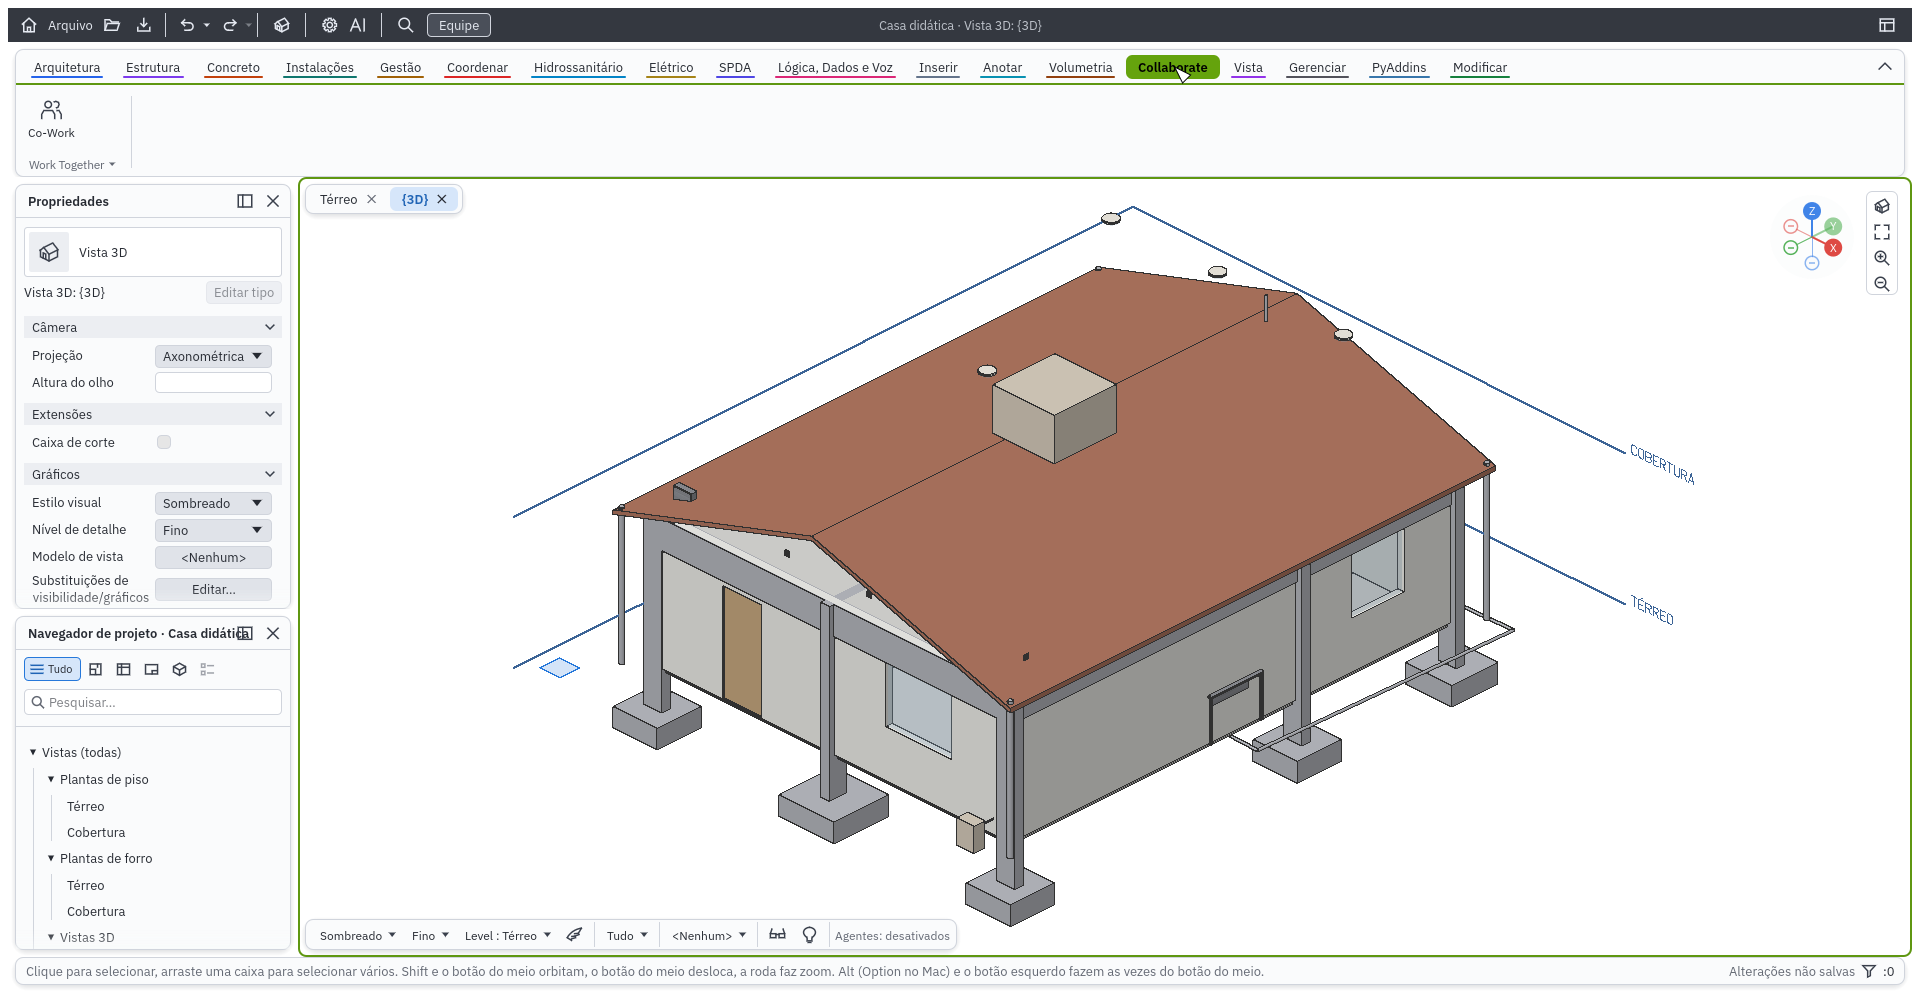 Arquivo
AI
Equipe
Casa didática · Vista 3D: {3D}
Arquitetura
Estrutura
Concreto
Instalações
Gestão
Coordenar
Hidrossanitário
Elétrico
SPDA
Lógica, Dados e Voz
Inserir
Anotar
Volumetria
Collaborate
Vista
Gerenciar
PyAddins
Modificar
Co-Work
Work Together
Propriedades
Vista 3D
Vista 3D: {3D}
Editar tipo
Câmera
Projeção
Axonométrica
Altura do olho
Extensões
Caixa de corte
Gráficos
Estilo visual
Sombreado
Nível de detalhe
Fino
Modelo de vista
<Nenhum>
Substituições de
visibilidade/gráficos
Editar...
Navegador de projeto · Casa didática
Tudo
Pesquisar...
Vistas (todas)
Plantas de piso
Térreo
Cobertura
Plantas de forro
Térreo
Cobertura
Vistas 3D
Térreo
{3D}
Z
Y
X
COBERTURA
TÉRREO
Sombreado
Fino
Level : Térreo
Tudo
<Nenhum>
Agentes: desativados
Clique para selecionar, arraste uma caixa para selecionar vários. Shift e o botão do meio orbitam, o botão do meio desloca, a roda faz zoom. Alt (Option no Mac) e o botão esquerdo fazem as vezes do botão do meio.
Alterações não salvas
:0